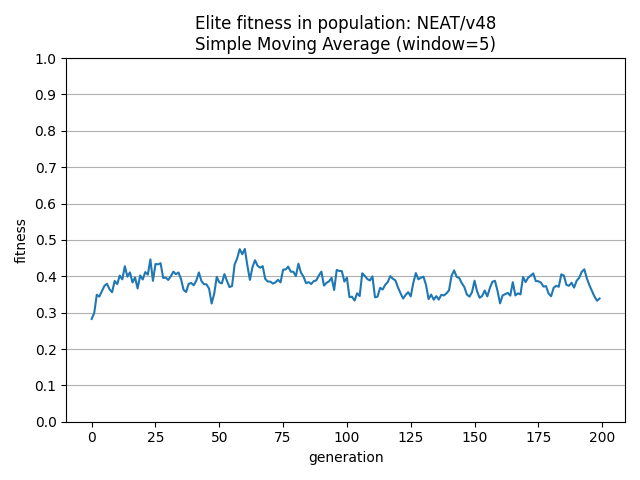 Elite fitness in population: NEAT/v48
Simple Moving Average (window=5)
1.0
0.9
0.8
0.7
0.6
0.5
0.4
0.3
0.2
0.1
0.0
fitness
0 25 50 75 100 125 150 175 200
generation